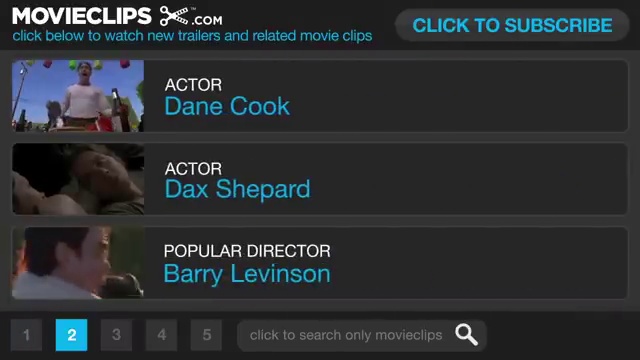 MOVIECLIPS™.COM
click below to watch new trailers and related movie clips
CLICK TO SUBSCRIBE
ACTOR
Dane Cook
ACTOR
Dax Shepard
POPULAR DIRECTOR
Barry Levinson
1 2 3 4 5
click to search only movieclips